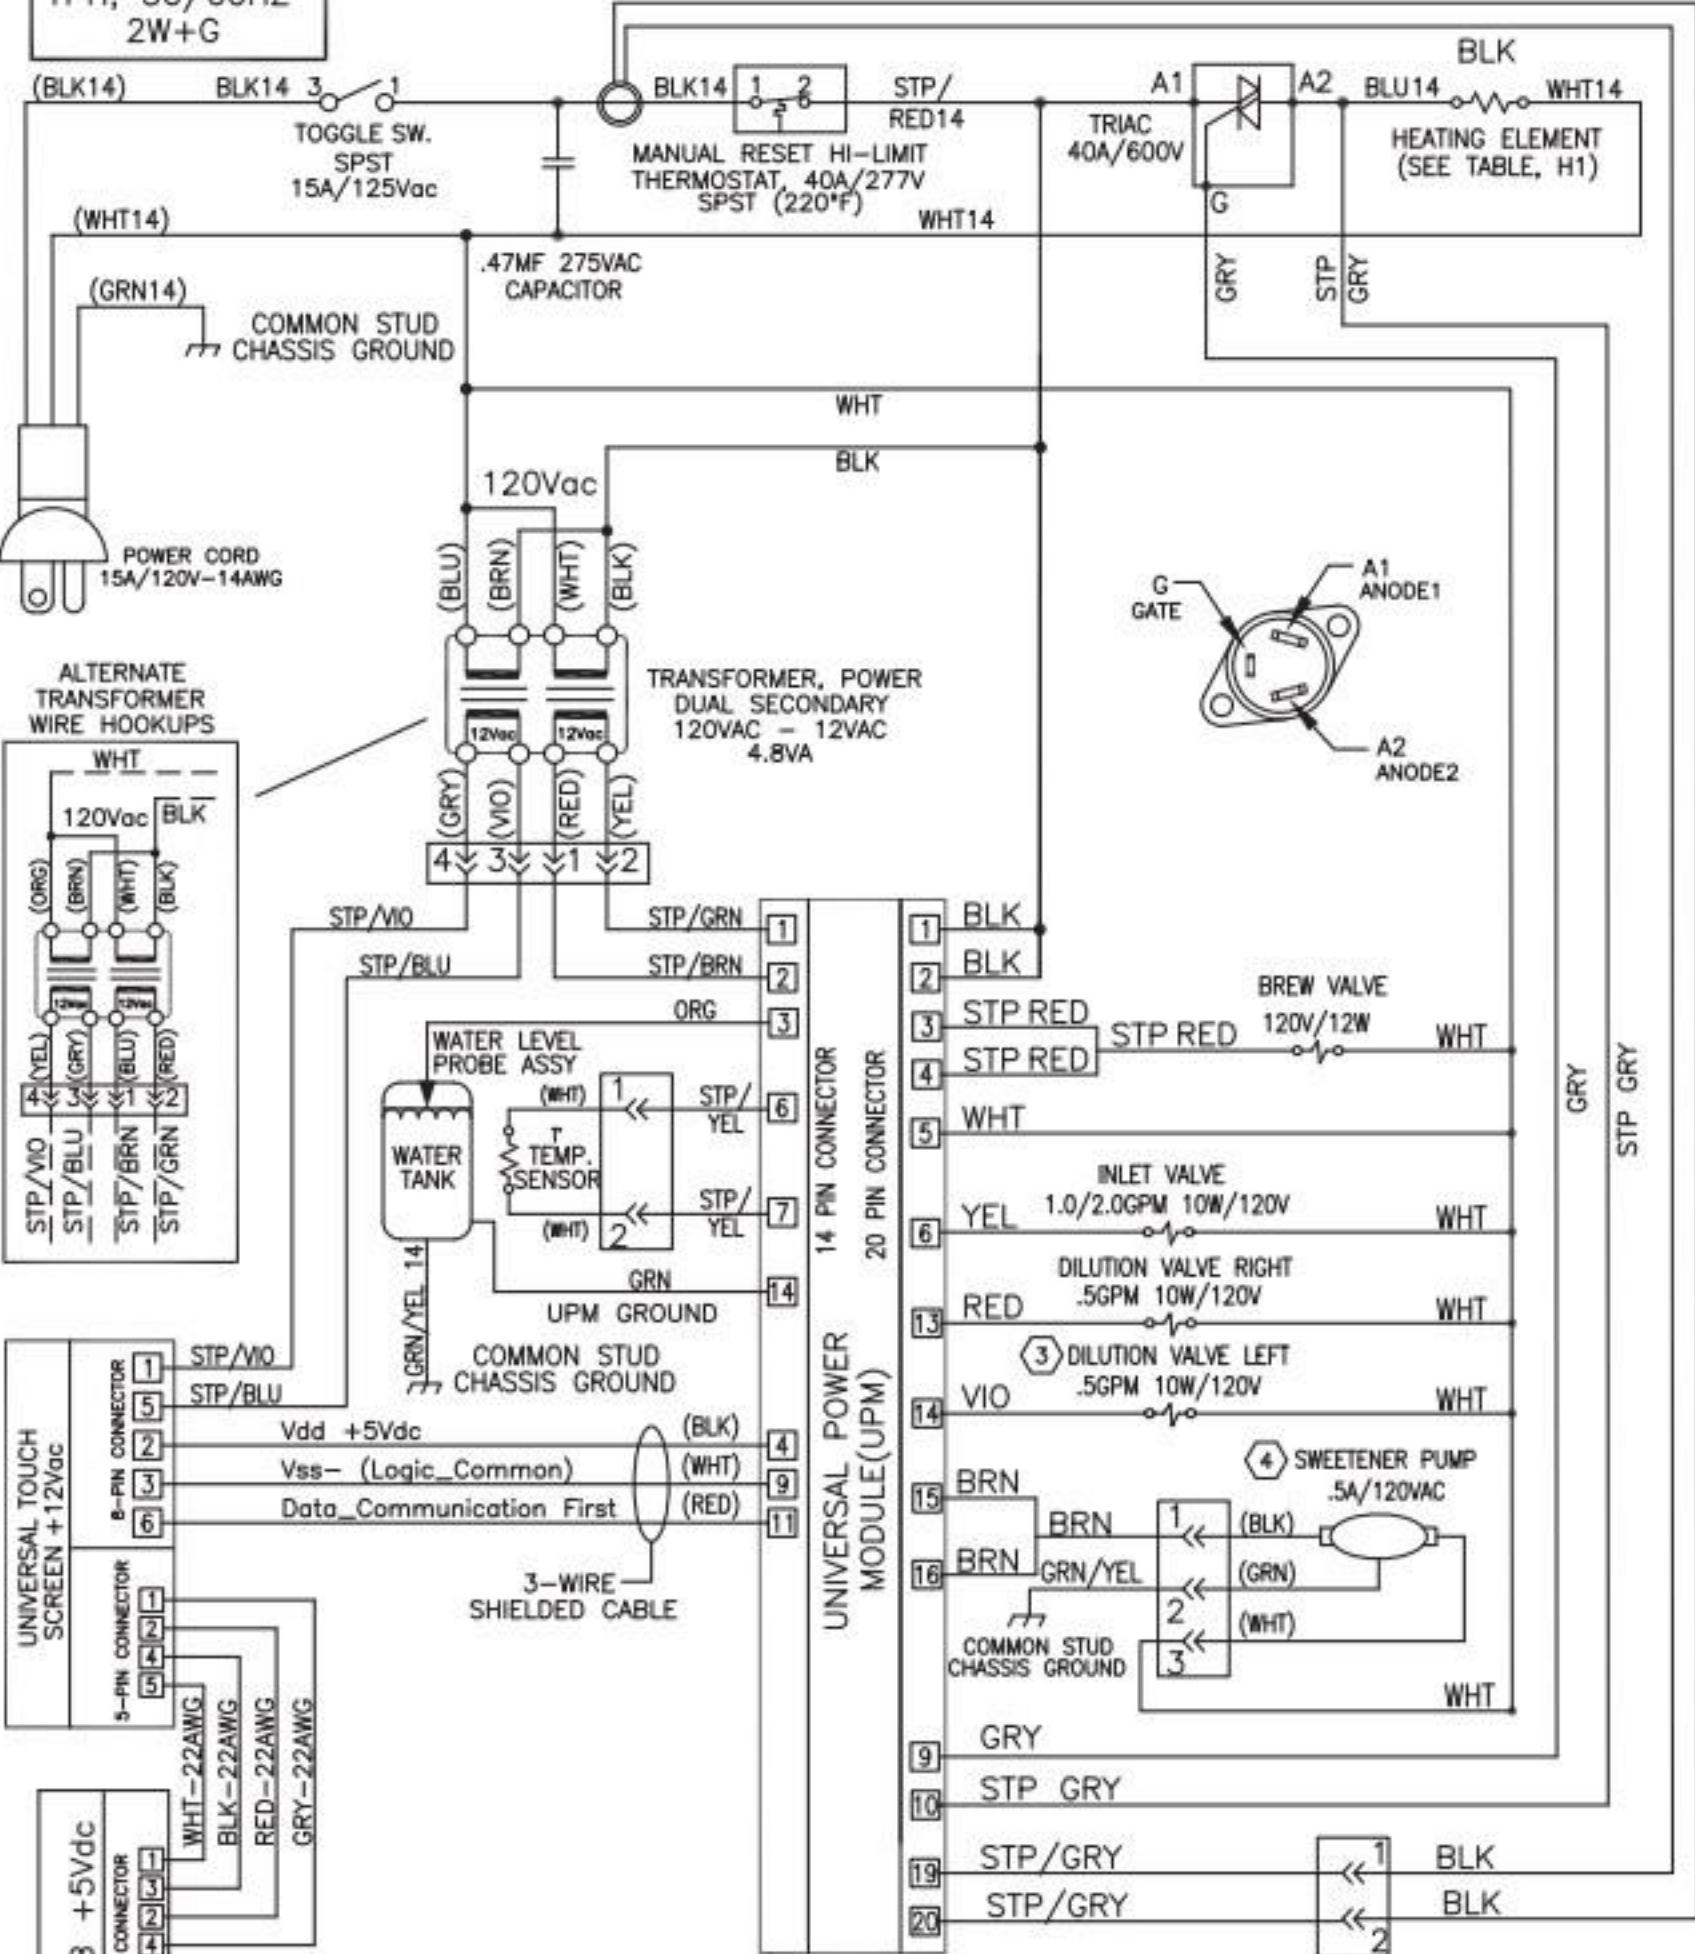 2W+G
(BLK14)
BLK14 3 1
TOGGLE SW.
SPST
15A/125Vac
BLK14
1 2
STP/
RED14
MANUAL RESET HI-LIMIT
THERMOSTAT, 40A/277V
SPST (220°F)
A1
A2
TRIAC
40A/600V
G
BLK
BLU14
WHT14
HEATING ELEMENT
(SEE TABLE, H1)
(WHT14)
WHT14
.47MF 275VAC
CAPACITOR
(GRN14)
COMMON STUD
CHASSIS GROUND
GRY
STP
GRY
WHT
BLK
120Vac
POWER CORD
15A/120V-14AWG
(BLU)
(BRN)
(WHT)
(BLK)
12Vac
12Vac
TRANSFORMER, POWER
DUAL SECONDARY
120VAC - 12VAC
4.8VA
(GRY)
(VIO)
(RED)
(YEL)
4 3 1 2
G
GATE
A1
ANODE1
A2
ANODE2
ALTERNATE
TRANSFORMER
WIRE HOOKUPS
WHT
120Vac
BLK
(ORG)
(BRN)
(WHT)
(BLK)
12Vac
12Vac
(YEL)
(GRY)
(BLU)
(RED)
4 3 1 2
STP/VIO
STP/BLU
STP/BRN
STP/GRN
STP/VIO
STP/BLU
STP/GRN
STP/BRN
ORG
WATER LEVEL
PROBE ASSY
WATER
TANK
(WHT)
T
TEMP.
SENSOR
(WHT)
1
2
STP/
YEL
STP/
YEL
GRN
UPM GROUND
GRN/YEL 14
COMMON STUD
CHASSIS GROUND
1
2
3
6
7
14
4
9
11
14 PIN CONNECTOR
20 PIN CONNECTOR
UNIVERSAL POWER
MODULE(UPM)
UNIVERSAL TOUCH
SCREEN +12Vac
8-PIN CONNECTOR
1
5
2
3
6
STP/VIO
STP/BLU
Vdd +5Vdc
(BLK)
Vss- (Logic_Common)
(WHT)
Data_Communication First
(RED)
3-WIRE
SHIELDED CABLE
5-PIN CONNECTOR
1
2
4
5
WHT-22AWG
BLK-22AWG
RED-22AWG
GRY-22AWG
+5Vdc
CONNECTOR
1
3
2
4
1 BLK
2 BLK
3 STP RED
4 STP RED
STP RED
BREW VALVE
120V/12W
WHT
5 WHT
INLET VALVE
1.0/2.0GPM 10W/120V
6 YEL
WHT
DILUTION VALVE RIGHT
.5GPM 10W/120V
13 RED
WHT
3 DILUTION VALVE LEFT
.5GPM 10W/120V
14 VIO
WHT
4 SWEETENER PUMP
.5A/120VAC
15 BRN
16 BRN
BRN
GRN/YEL
1
2
3
(BLK)
(GRN)
(WHT)
COMMON STUD
CHASSIS GROUND
WHT
GRY
STP GRY
9 GRY
10 STP GRY
19 STP/GRY
1
BLK
20 STP/GRY
2
BLK